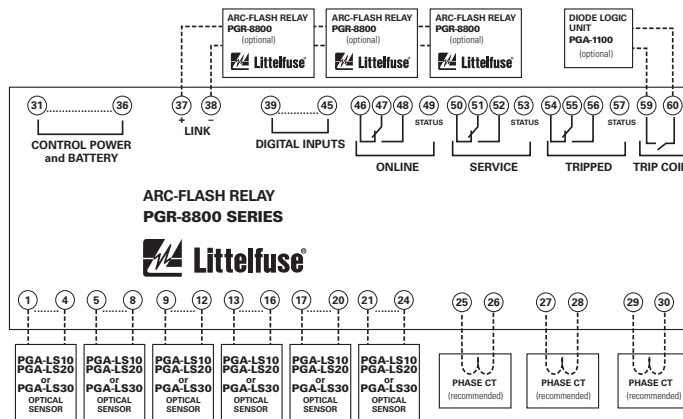 ARC-FLASH RELAY
PGR-8800
(optional)
Littelfuse
ARC-FLASH RELAY
PGR-8800
(optional)
Littelfuse
ARC-FLASH RELAY
PGR-8800
(optional)
Littelfuse®
DIODE LOGIC
UNIT
PGA-1100
(optional)
31 36 37 38 39 45 46 47 48 49 50 51 52 53 54 55 56 57 59 60
+ −
LINK
STATUS STATUS STATUS
CONTROL POWER
and BATTERY
DIGITAL INPUTS
ONLINE
SERVICE
TRIPPED
TRIP COI
ARC-FLASH RELAY
PGR-8800 SERIES
Littelfuse®
1 4 5 8 9 12 13 16 17 20 21 24 25 26 27 28 29 30
PGA-LS10
PGA-LS20
or
PGA-LS30
OPTICAL
SENSOR
PGA-LS10
PGA-LS20
or
PGA-LS30
OPTICAL
SENSOR
PGA-LS10
PGA-LS20
or
PGA-LS30
OPTICAL
SENSOR
PGA-LS10
PGA-LS20
or
PGA-LS30
OPTICAL
SENSOR
PGA-LS10
PGA-LS20
or
PGA-LS30
OPTICAL
SENSOR
PGA-LS10
PGA-LS20
or
PGA-LS30
OPTICAL
SENSOR
PHASE CT
(recommended)
PHASE CT
(recommended)
PHASE CT
(recommended)